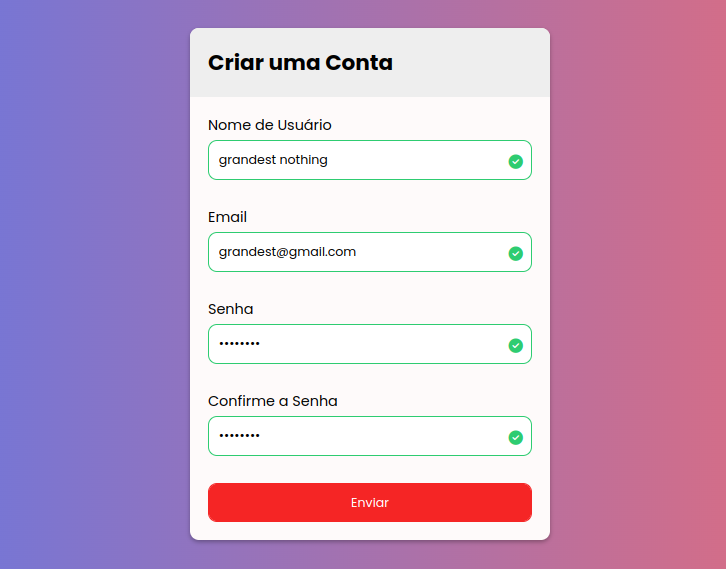 Criar uma Conta
Nome de Usuário
grandest nothing
Email
grandest@gmail.com
Senha
••••••••
Confirme a Senha
••••••••
Enviar